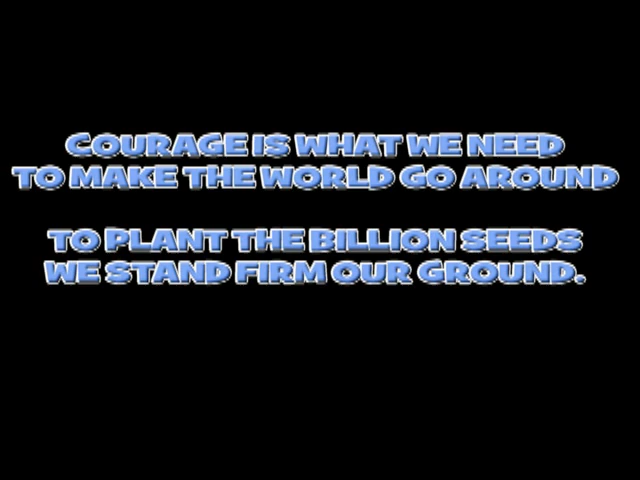 COURAGE IS WHAT WE NEED
TO MAKE THE WORLD GO AROUND
TO PLANT THE BILLION SEEDS
WE STAND FIRM OUR GROUND.